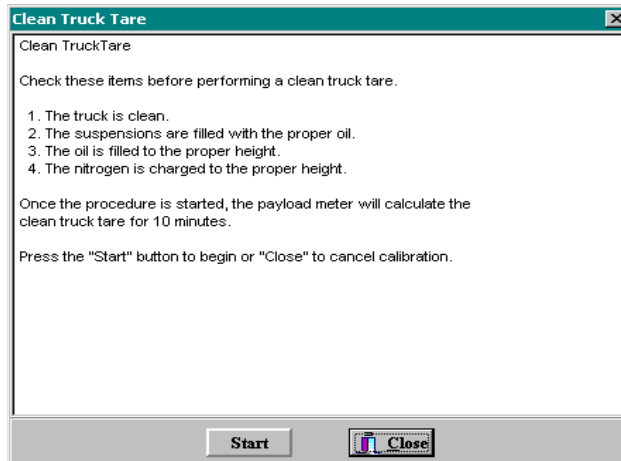 Clean Truck Tare
Clean TruckTare
Check these items before performing a clean truck tare.
1. The truck is clean.
2. The suspensions are filled with the proper oil.
3. The oil is filled to the proper height.
4. The nitrogen is charged to the proper height.
Once the procedure is started, the payload meter will calculate the
clean truck tare for 10 minutes.
Press the "Start" button to begin or "Close" to cancel calibration.
Start
Close